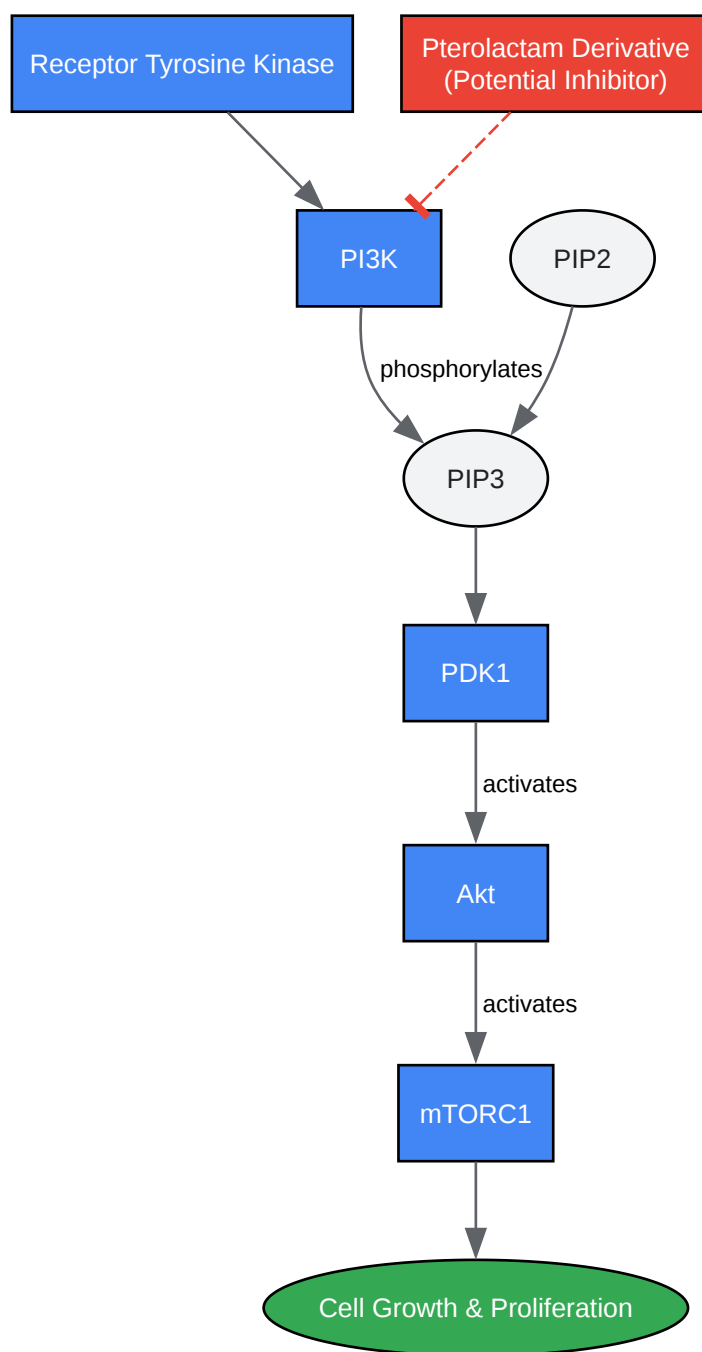 Receptor Tyrosine Kinase
Pterolactam Derivative
(Potential Inhibitor)
PI3K
PIP2
phosphorylates
PIP3
PDK1
activates
Akt
activates
mTORC1
Cell Growth & Proliferation